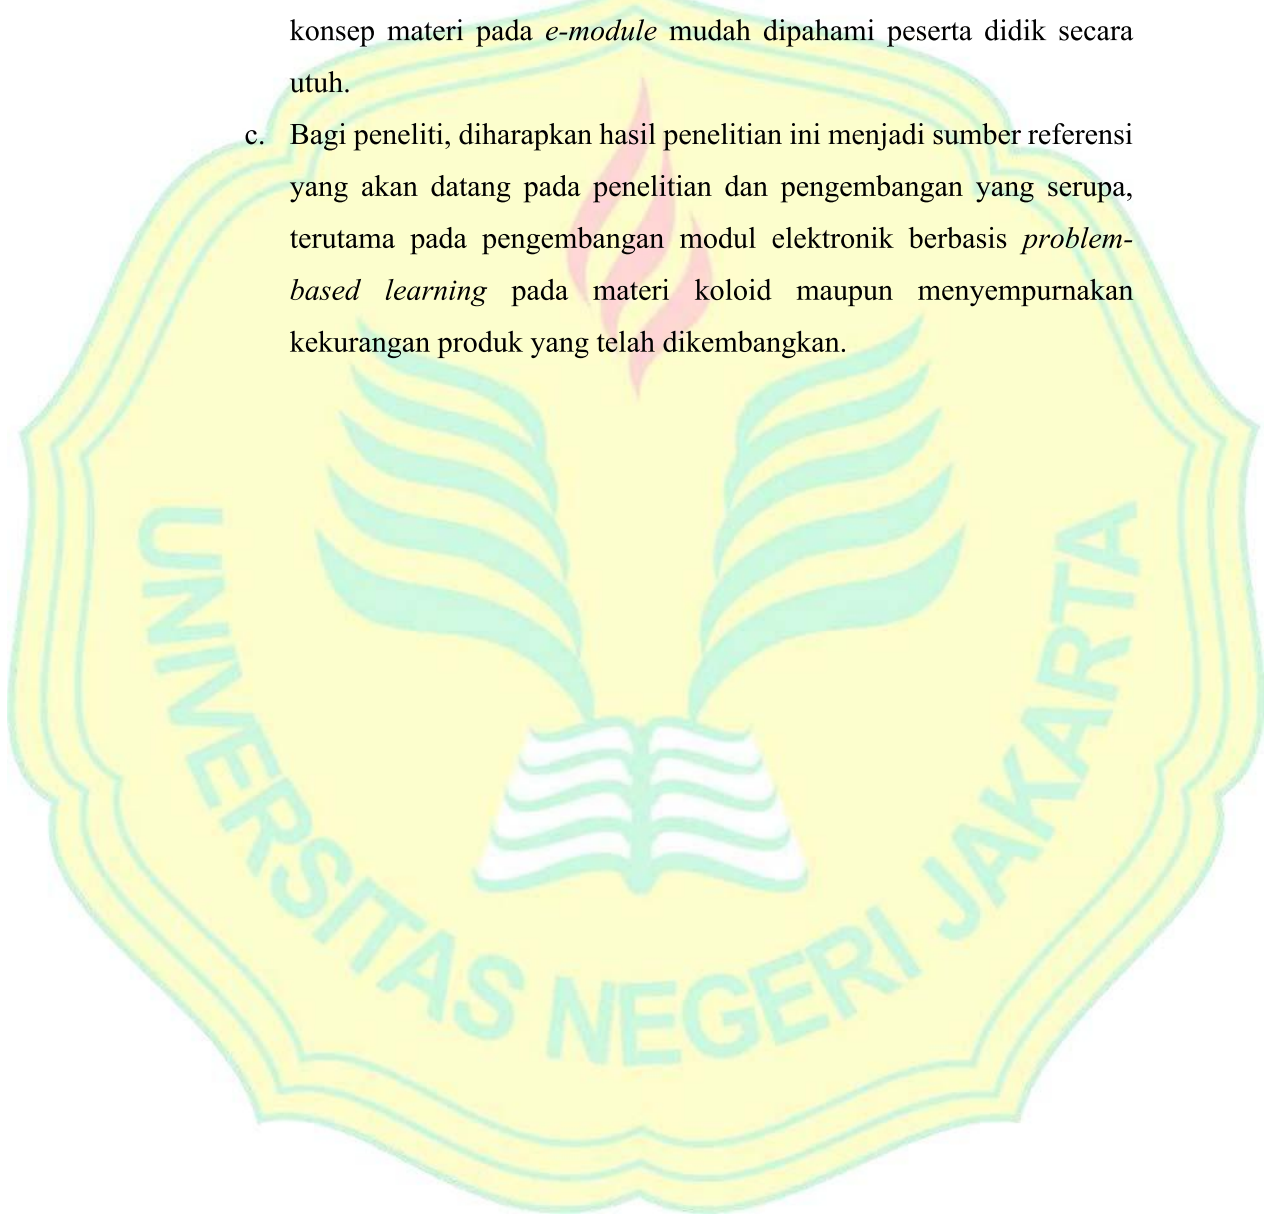 konsep materi pada e-module mudah dipahami peserta didik secara
utuh.
c. Bagi peneliti, diharapkan hasil penelitian ini menjadi sumber referensi
yang akan datang pada penelitian dan pengembangan yang serupa,
terutama pada pengembangan modul elektronik berbasis problem-
based learning pada materi koloid maupun menyempurnakan
kekurangan produk yang telah dikembangkan.
UNIVERSITAS NEGERI JAKARTA